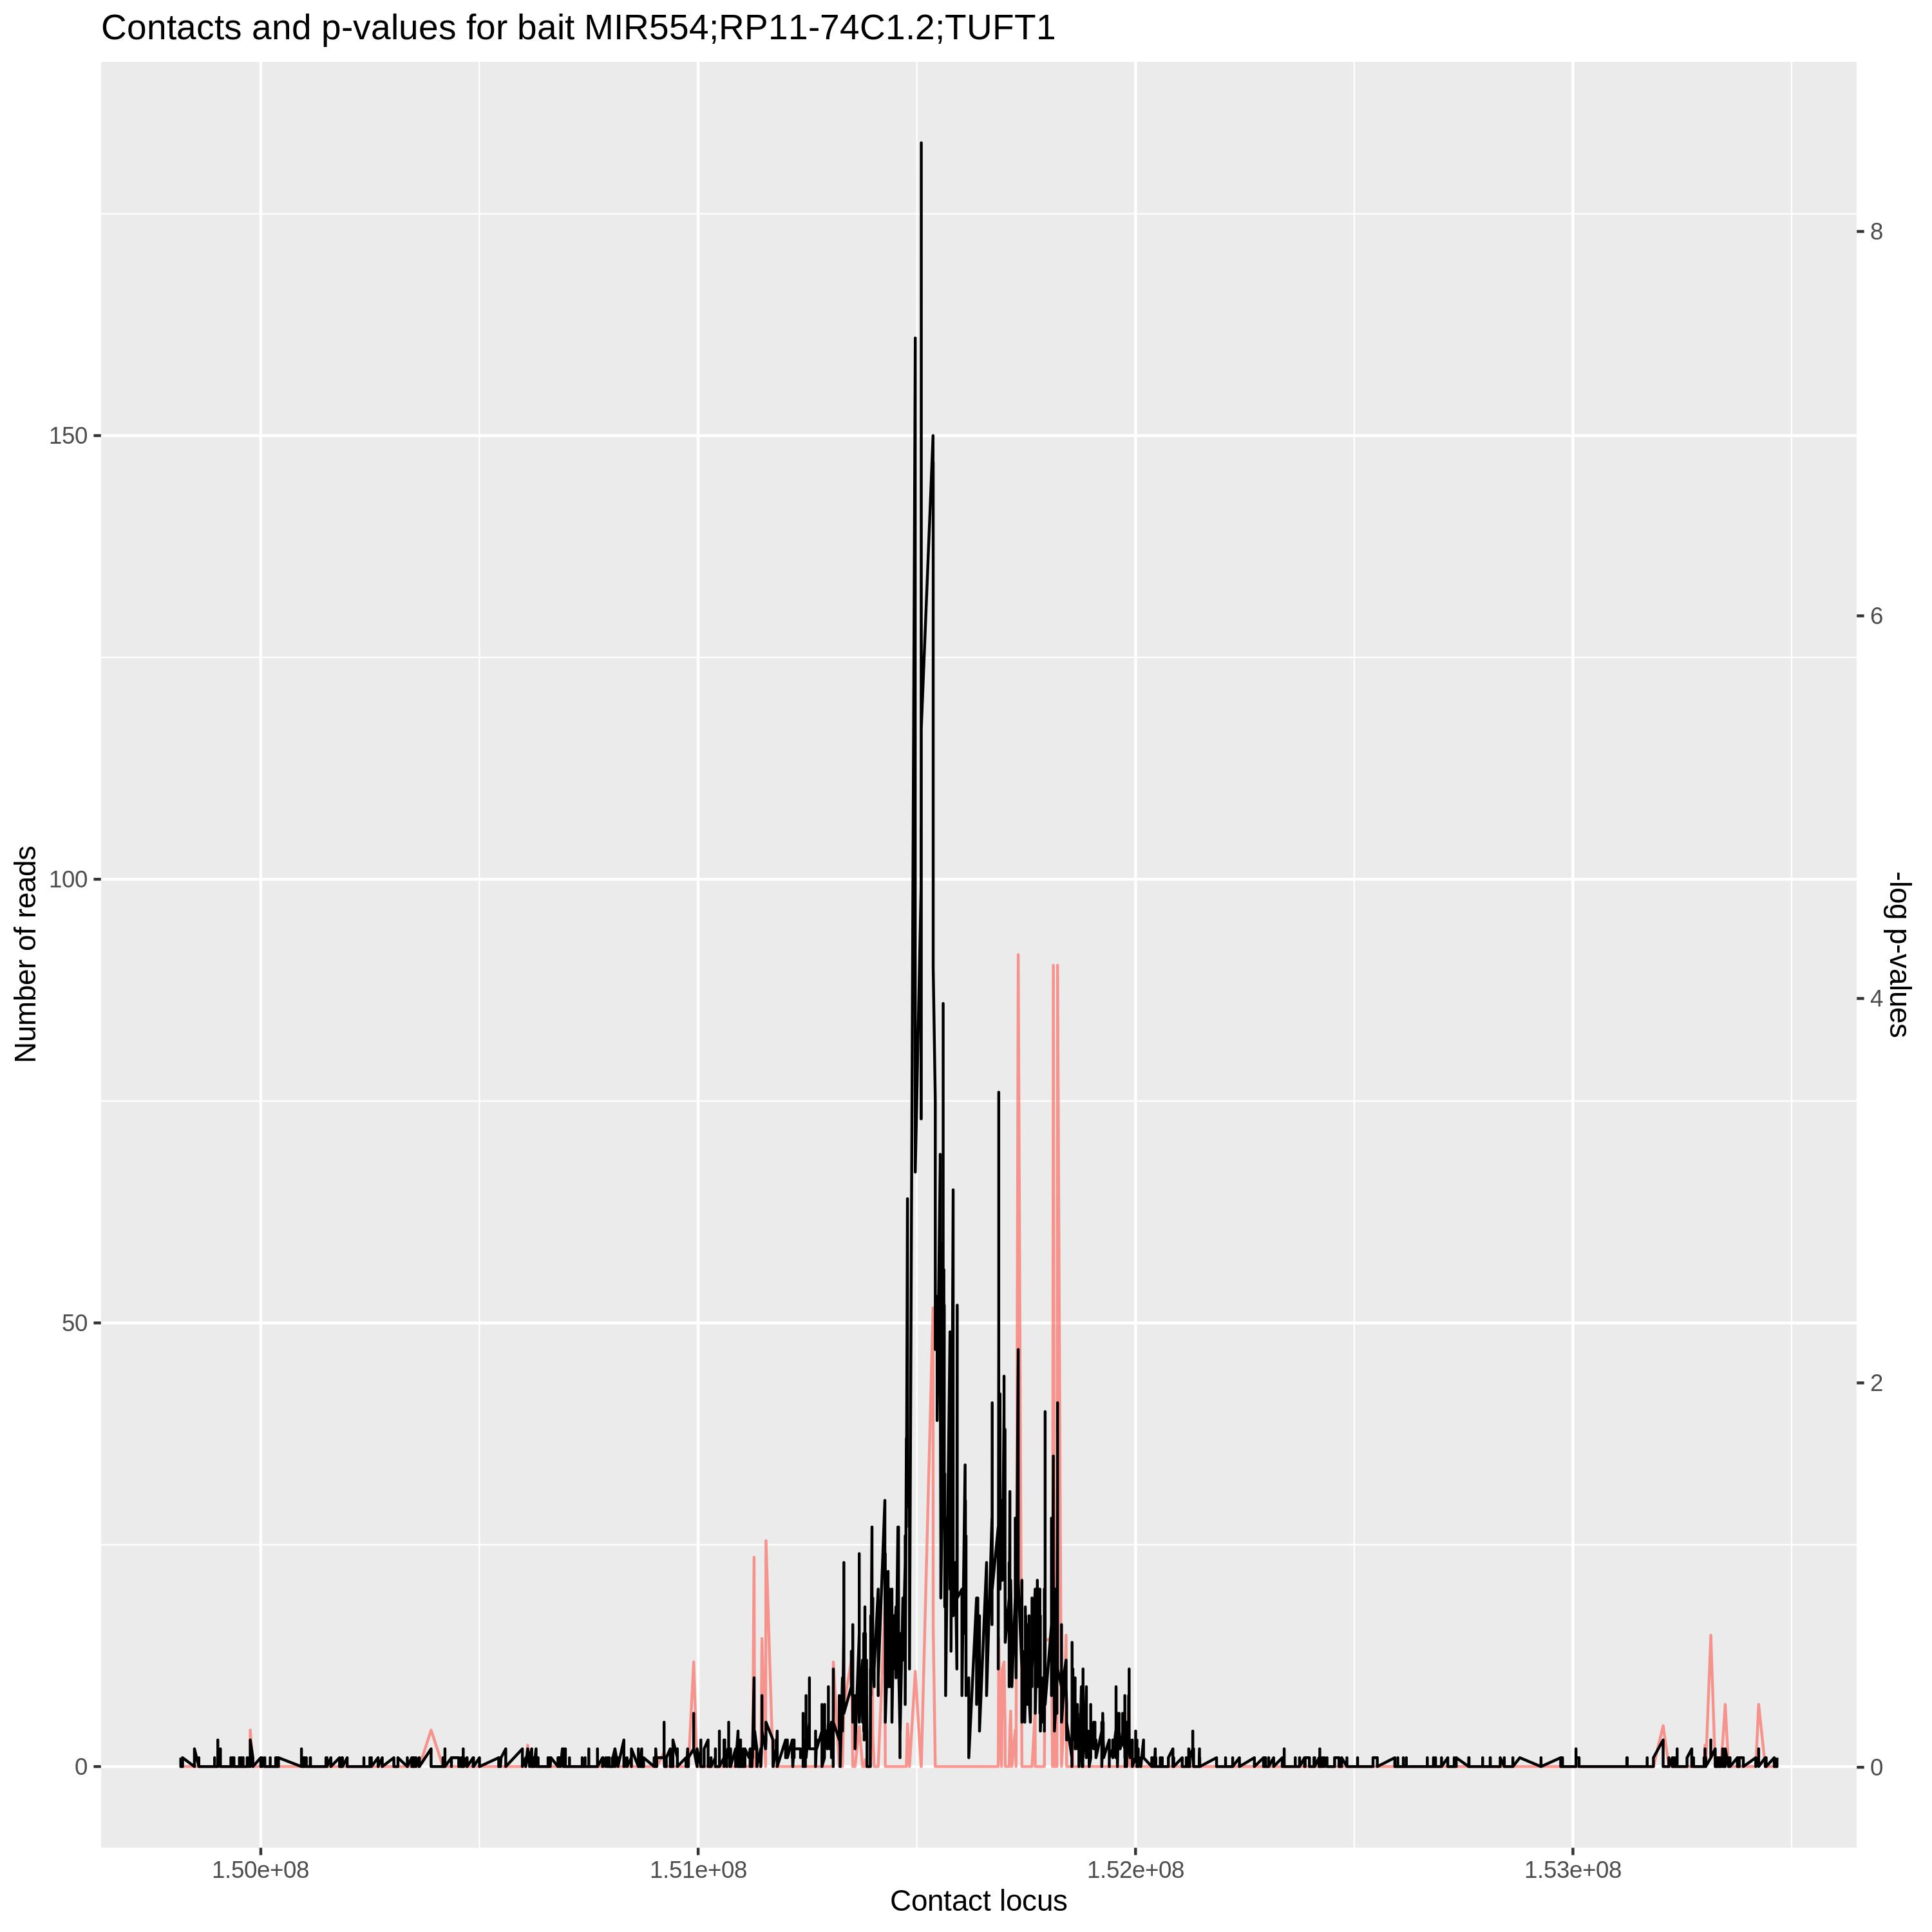 Contacts and p-values for bait MIR554;RP11-74C1.2;TUFT1
Number of reads
150
100
50
0
8
6
4
2
0
-log p-values
1.50e+08 1.51e+08 1.52e+08 1.53e+08
Contact locus